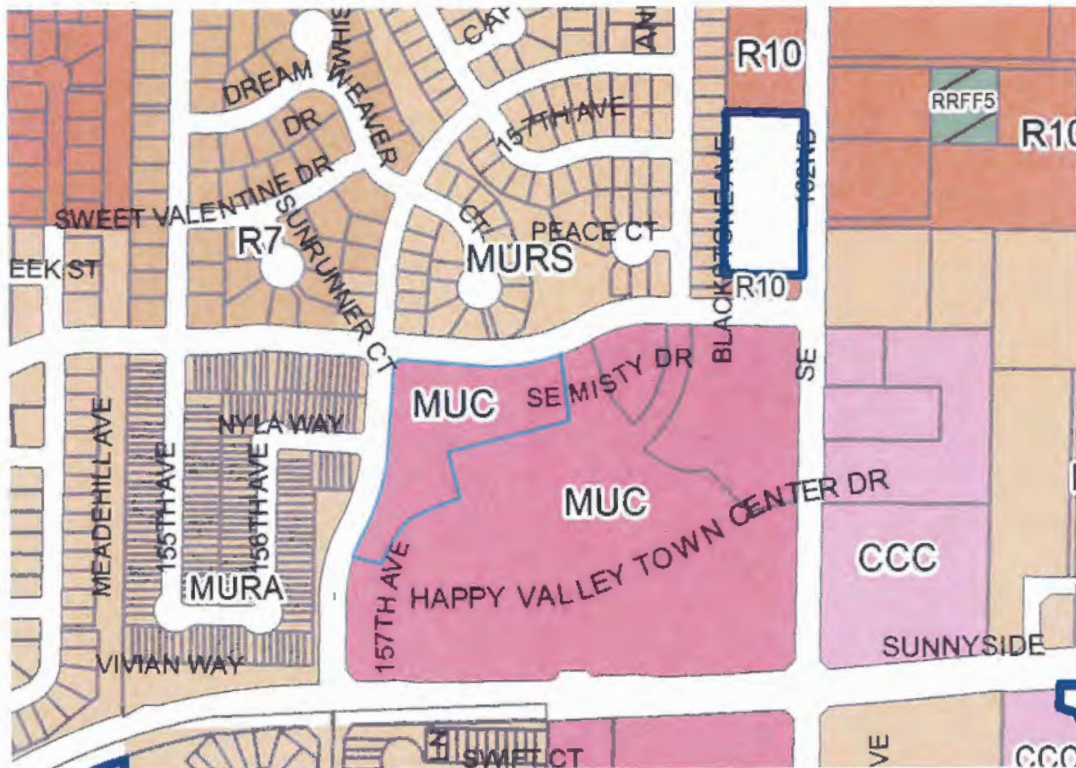 R10
RRFF5
R10
DREAM
WEAVER
DR
157TH AVE
SWEET VALENTINE DR
SUNRUNNER CT
R7
CT
MURS
PEACE CT
BLACKSTONE AVE
EEK ST
R10
SE
MUC
SE MISTY DR
NYLA WAY
MEADEHILL AVE
155TH AVE
156TH AVE
MUC
HAPPY VALLEY TOWN CENTER DR
CCC
MURA
157TH AVE
VIVIAN WAY
SUNNYSIDE
SWIFT CT
VE
CCC